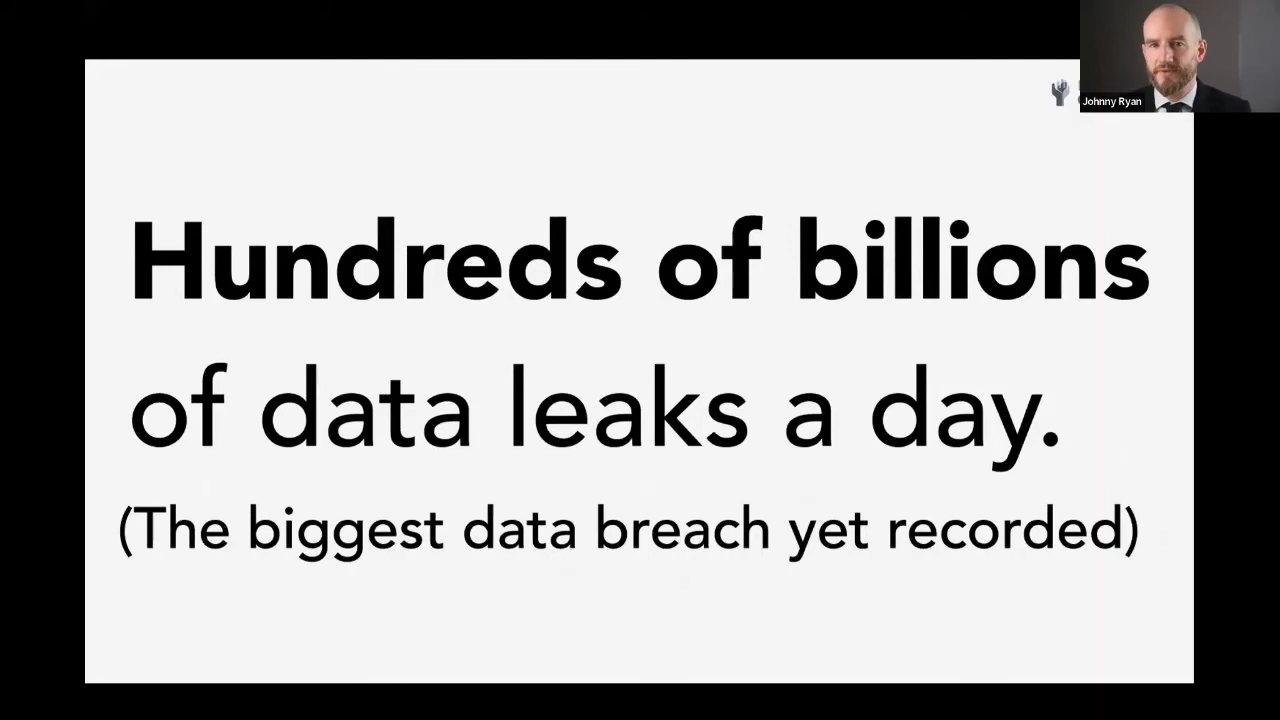 Johnny Ryan
Hundreds of billions
of data leaks a day.
(The biggest data breach yet recorded)